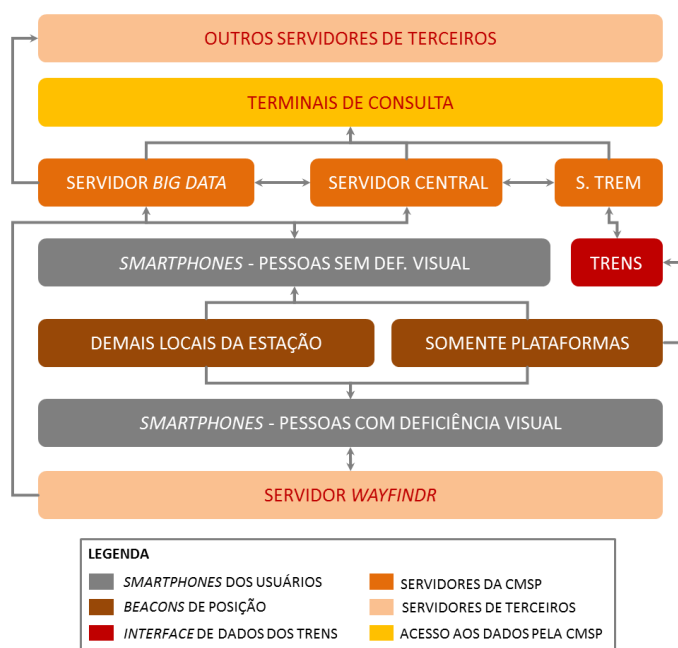 OUTROS SERVIDORES DE TERCEIROS
TERMINAIS DE CONSULTA
SERVIDOR BIG DATA
SERVIDOR CENTRAL
S. TREM
SMARTPHONES - PESSOAS SEM DEF. VISUAL
TRENS
DEMAIS LOCAIS DA ESTAÇÃO
SOMENTE PLATAFORMAS
SMARTPHONES - PESSOAS COM DEFICIÊNCIA VISUAL
SERVIDOR WAYFINDR
LEGENDA
SMARTPHONES DOS USUÁRIOS
SERVIDORES DA CMSP
BEACONS DE POSIÇÃO
SERVIDORES DE TERCEIROS
INTERFACE DE DADOS DOS TRENS
ACESSO AOS DADOS PELA CMSP